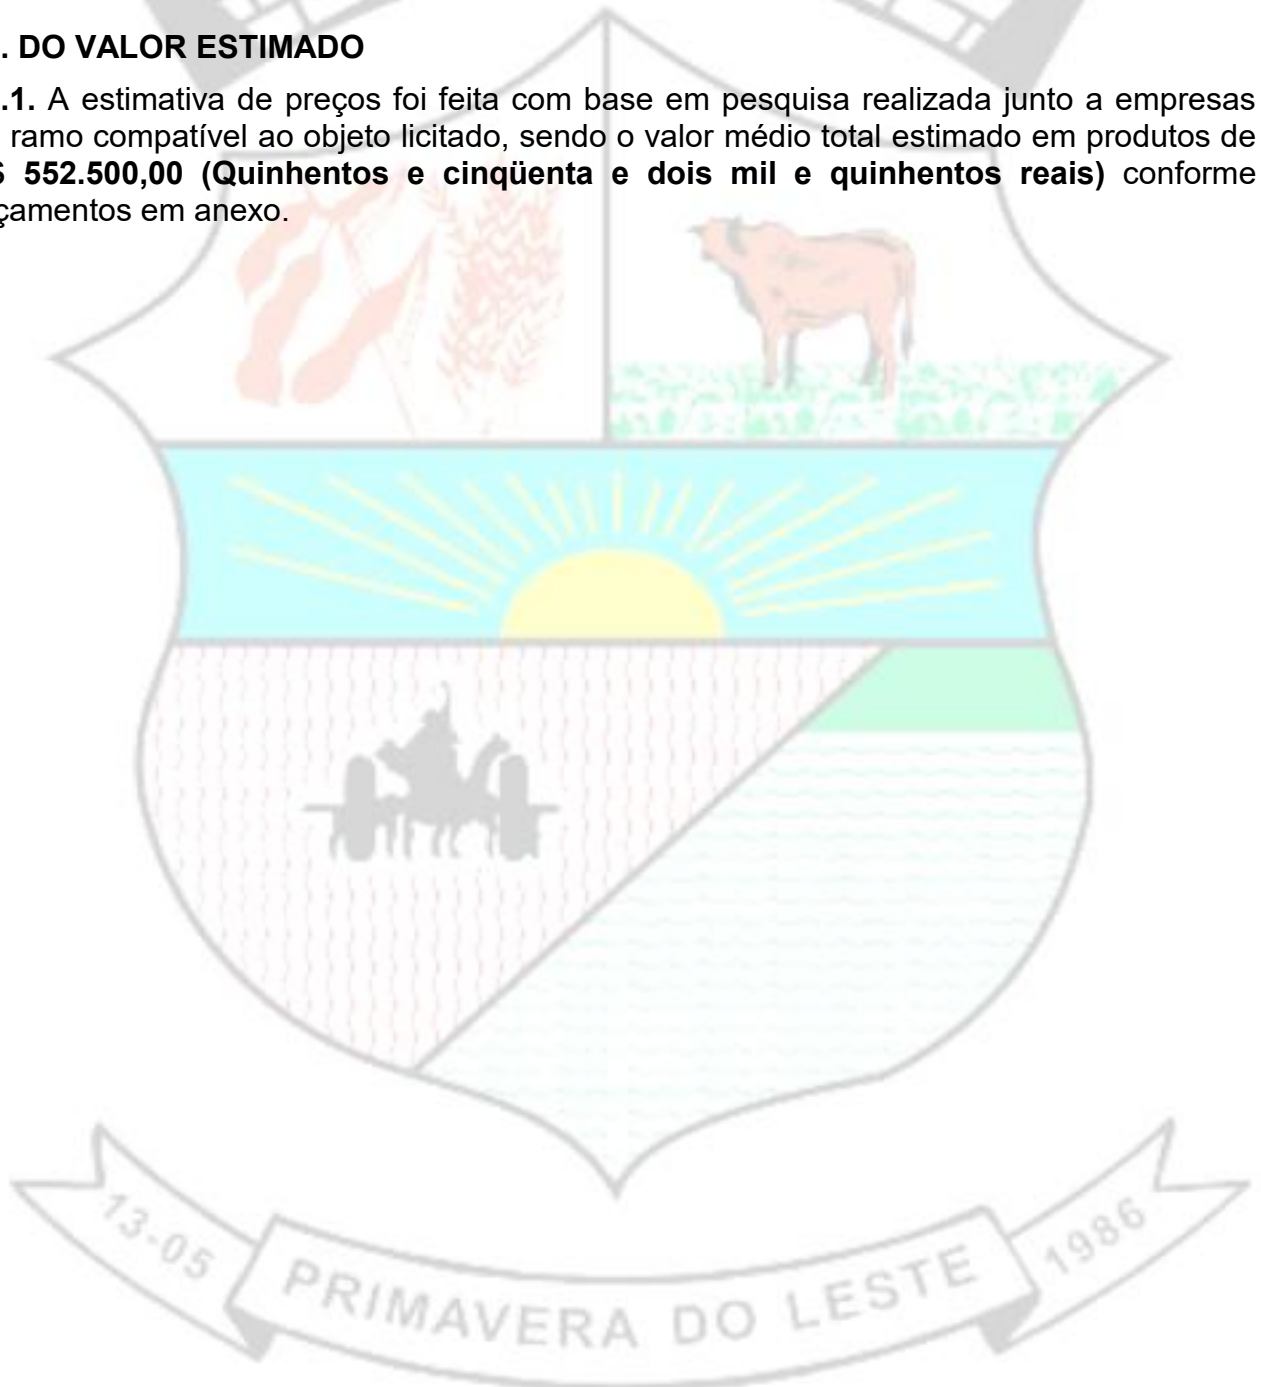 . DO VALOR ESTIMADO
.1. A estimativa de preços foi feita com base em pesquisa realizada junto a empresas
ramo compatível ao objeto licitado, sendo o valor médio total estimado em produtos de
$ 552.500,00 (Quinhentos e cinqüenta e dois mil e quinhentos reais) conforme
çamentos em anexo.
13-05 PRIMAVERA DO LESTE 1986